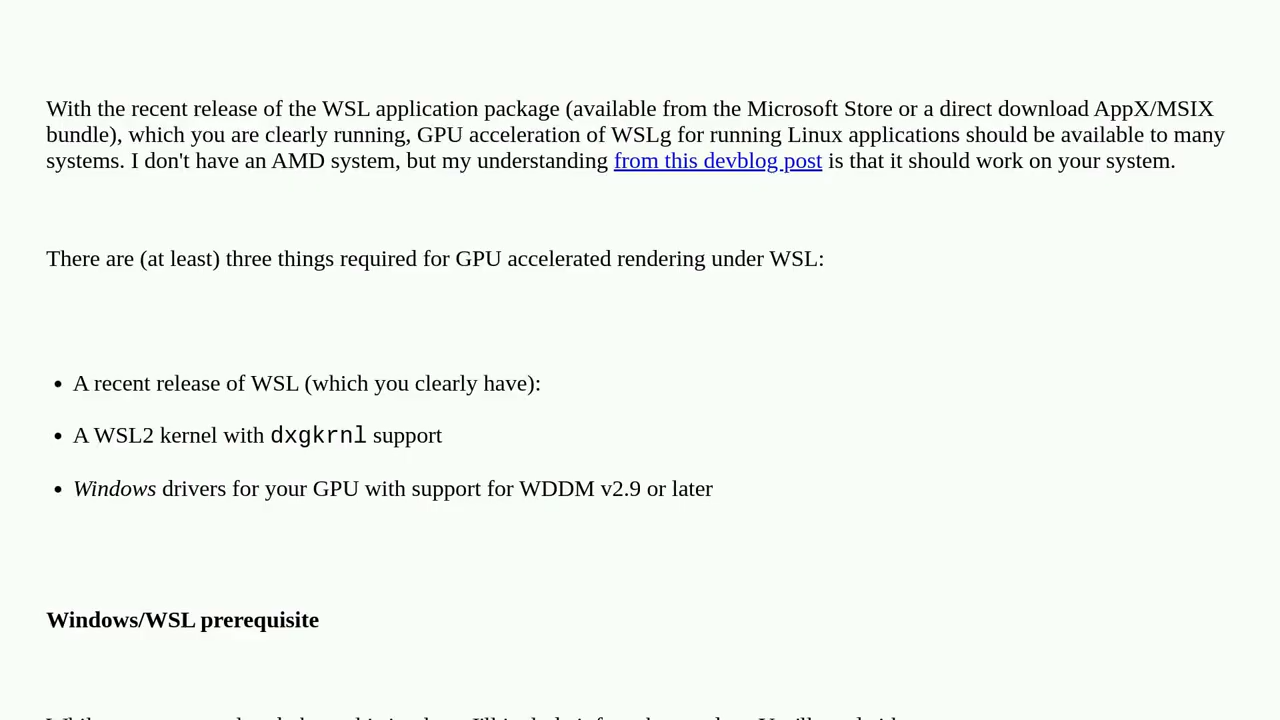 With the recent release of the WSL application package (available from the Microsoft Store or a direct download AppX/MSIX
bundle), which you are clearly running, GPU acceleration of WSLg for running Linux applications should be available to many
systems. I don't have an AMD system, but my understanding from this devblog post is that it should work on your system.
There are (at least) three things required for GPU accelerated rendering under WSL:
• A recent release of WSL (which you clearly have):
• A WSL2 kernel with dxgkrnl support
• Windows drivers for your GPU with support for WDDM v2.9 or later
Windows/WSL prerequisite